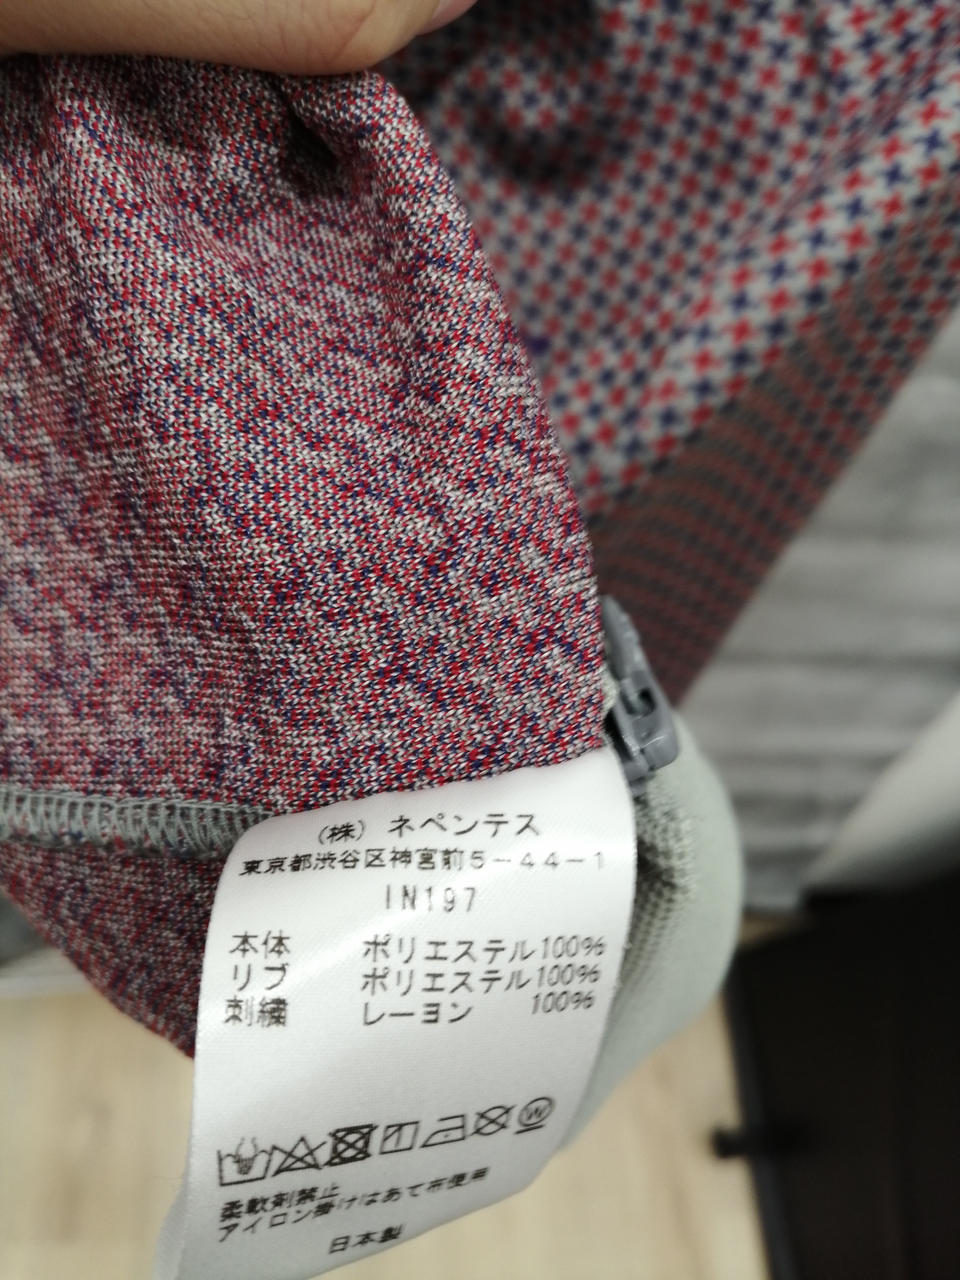 (株) ネペンテス
東京都渋谷区神宮前5-44-1
IN197
本体 ポリエステル100%
リブ ポリエステル100%
刺繍 レーヨン 100%
W
柔軟剤禁止
アイロン掛けはあて布使用
日本製